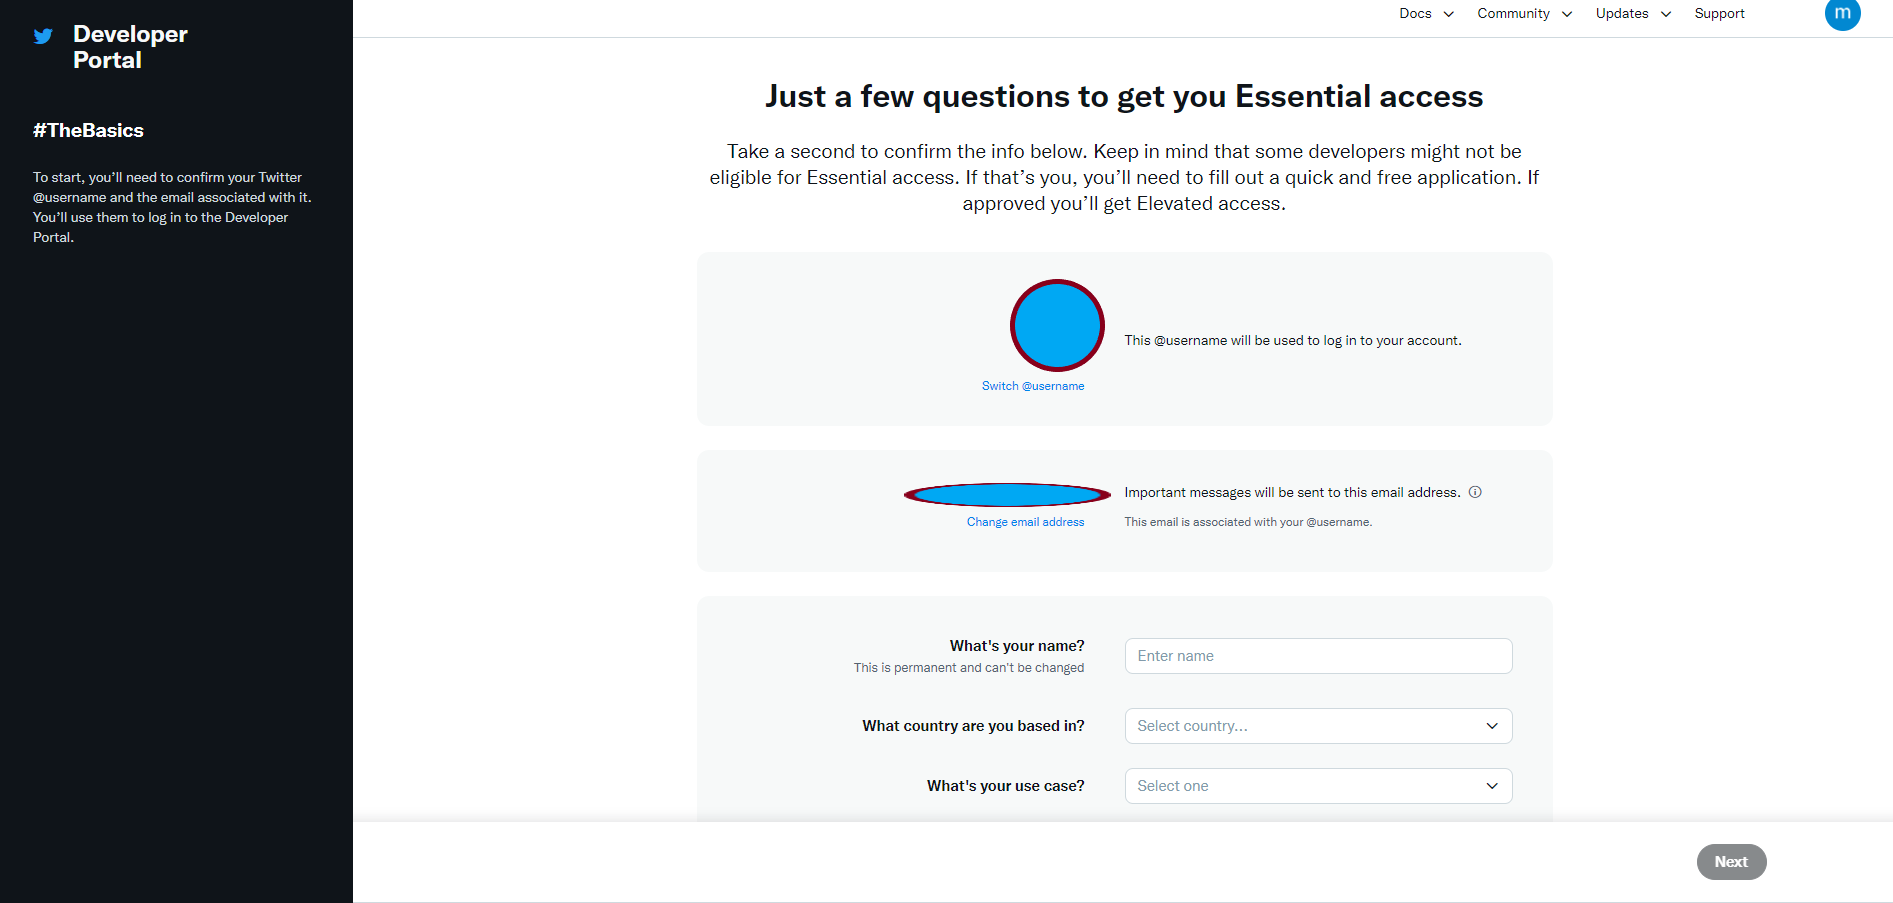 Developer
Portal
#TheBasics
To start, you’ll need to confirm your Twitter
@username and the email associated with it.
You’ll use them to log in to the Developer
Portal.
Docs
Community
Updates
Support
m
Just a few questions to get you Essential access
Take a second to confirm the info below. Keep in mind that some developers might not be
eligible for Essential access. If that’s you, you’ll need to fill out a quick and free application. If
approved you’ll get Elevated access.
This @username will be used to log in to your account.
Switch @username
Important messages will be sent to this email address.
Change email address
This email is associated with your @username.
What's your name?
This is permanent and can't be changed
Enter name
What country are you based in?
Select country...
What's your use case?
Select one
Next